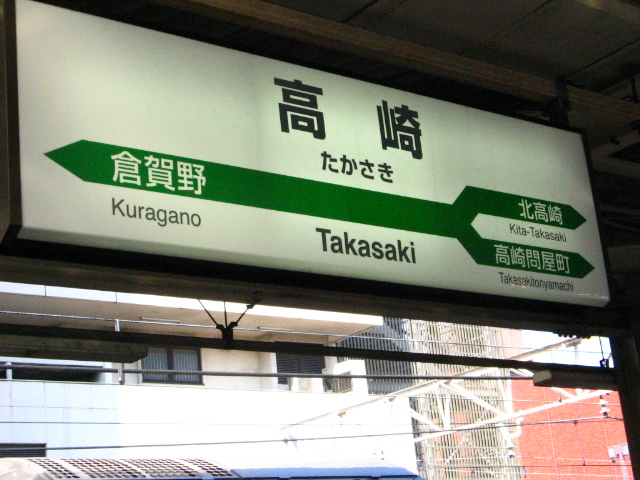 高崎
たかさき
倉賀野
Kuragano
Takasaki
北高崎
Kita-Takasaki
高崎問屋町
Takasakitonyamachi